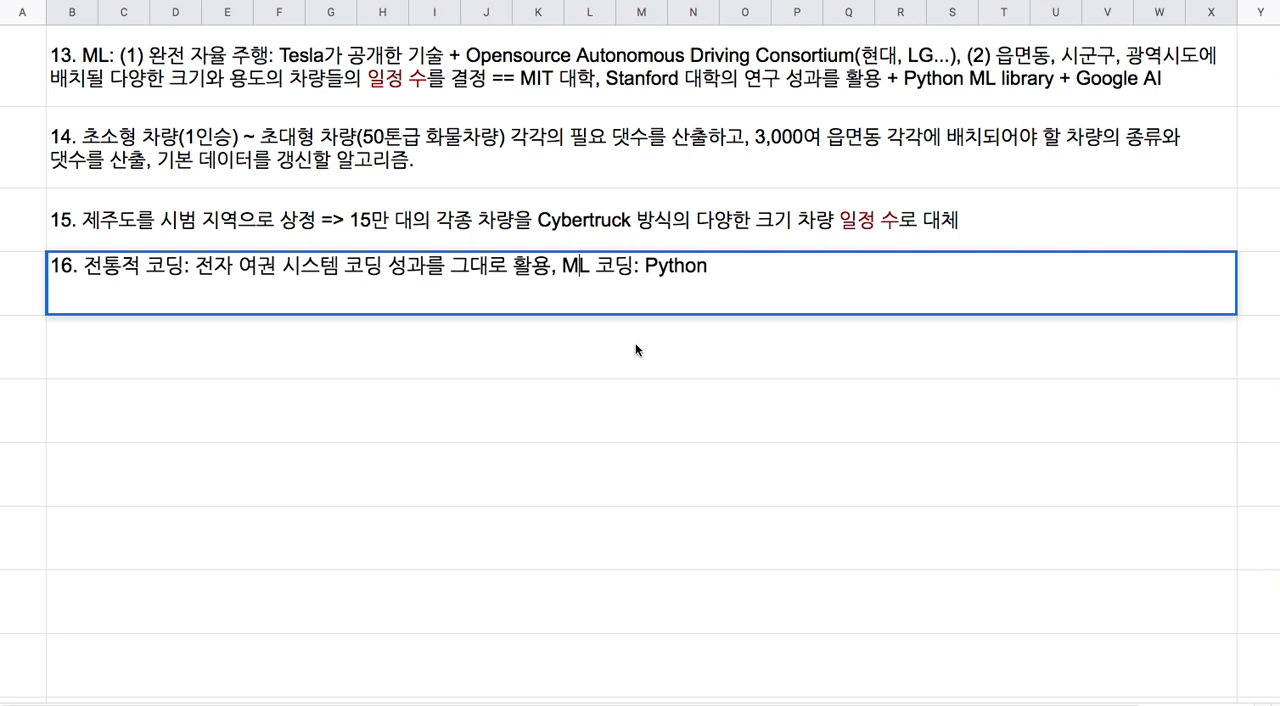 A B C D E F G H I J K L M N O P Q R S T U V W X Y
13. ML: (1) 완전 자율 주행: Tesla가 공개한 기술 + Opensource Autonomous Driving Consortium(현대, LG...), (2) 읍면동, 시군구, 광역시도에
배치될 다양한 크기와 용도의 차량들의 일정 수를 결정 == MIT 대학, Stanford 대학의 연구 성과를 활용 + Python ML library + Google AI
14. 초소형 차량(1인승) ~ 초대형 차량(50톤급 화물차량) 각각의 필요 댓수를 산출하고, 3,000여 읍면동 각각에 배치되어야 할 차량의 종류와
댓수를 산출, 기본 데이터를 갱신할 알고리즘.
15. 제주도를 시범 지역으로 상정 => 15만 대의 각종 차량을 Cybertruck 방식의 다양한 크기 차량 일정 수로 대체
16. 전통적 코딩: 전자 여권 시스템 코딩 성과를 그대로 활용, ML 코딩: Python